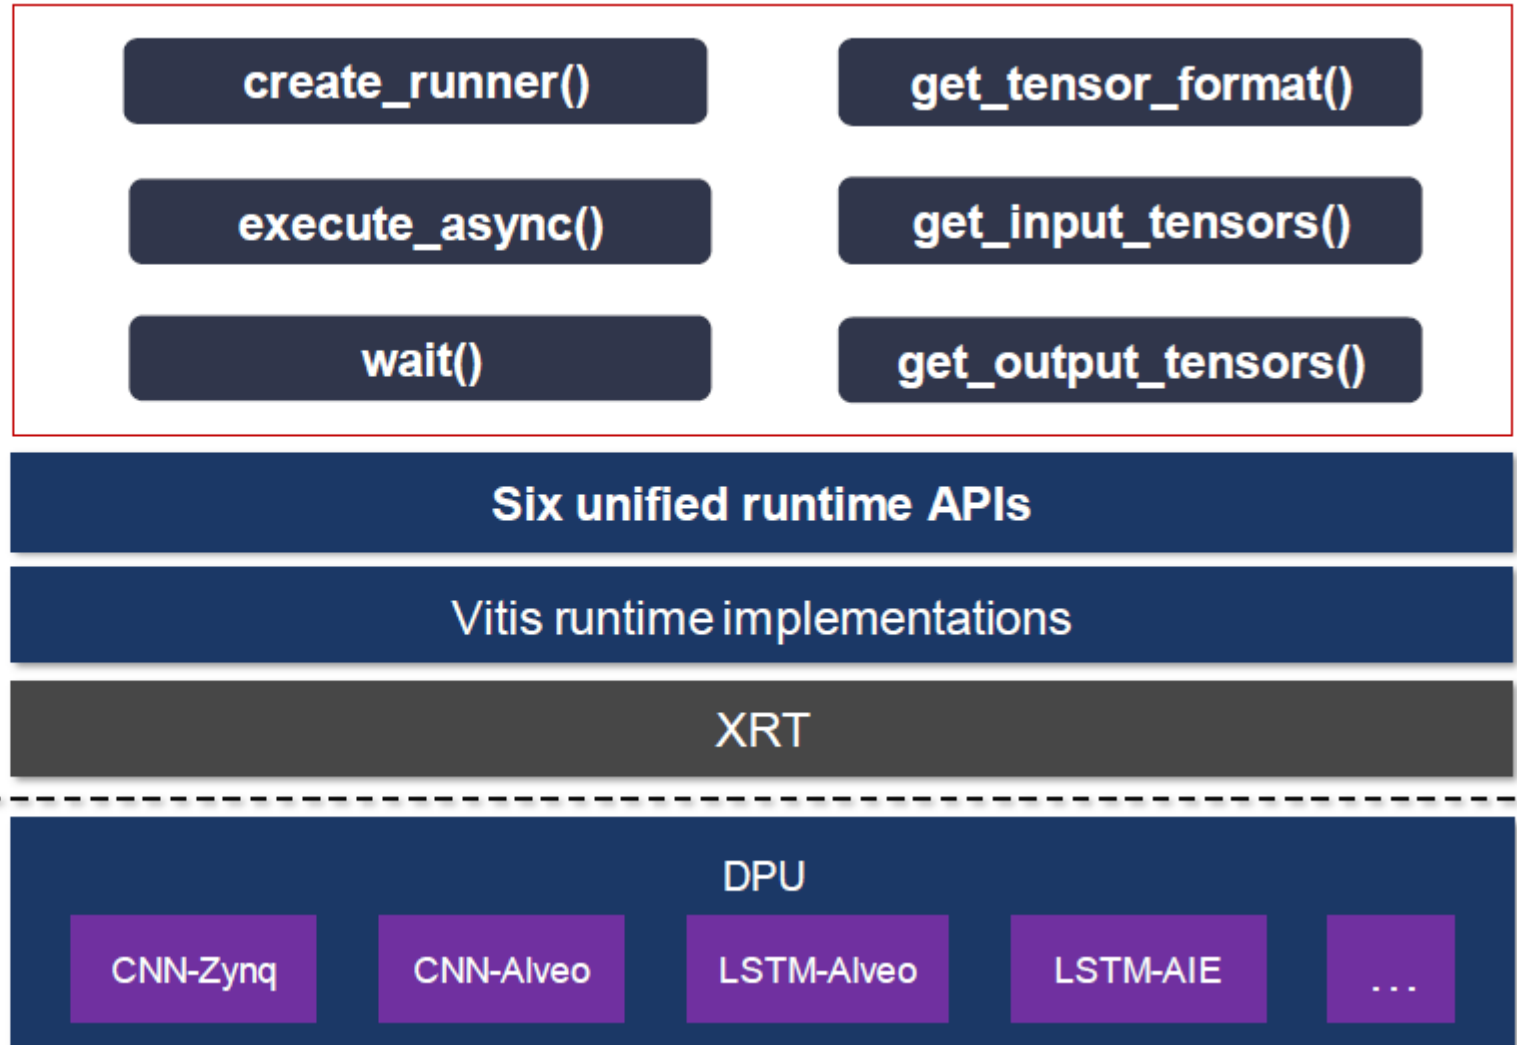 create_runner()
get_tensor_format()
execute_async()
get_input_tensors()
wait()
get_output_tensors()
Six unified runtime APIs
Vitis runtime implementations
XRT
DPU
CNN-Zynq
CNN-Alveo
LSTM-Alveo
LSTM-AIE
...